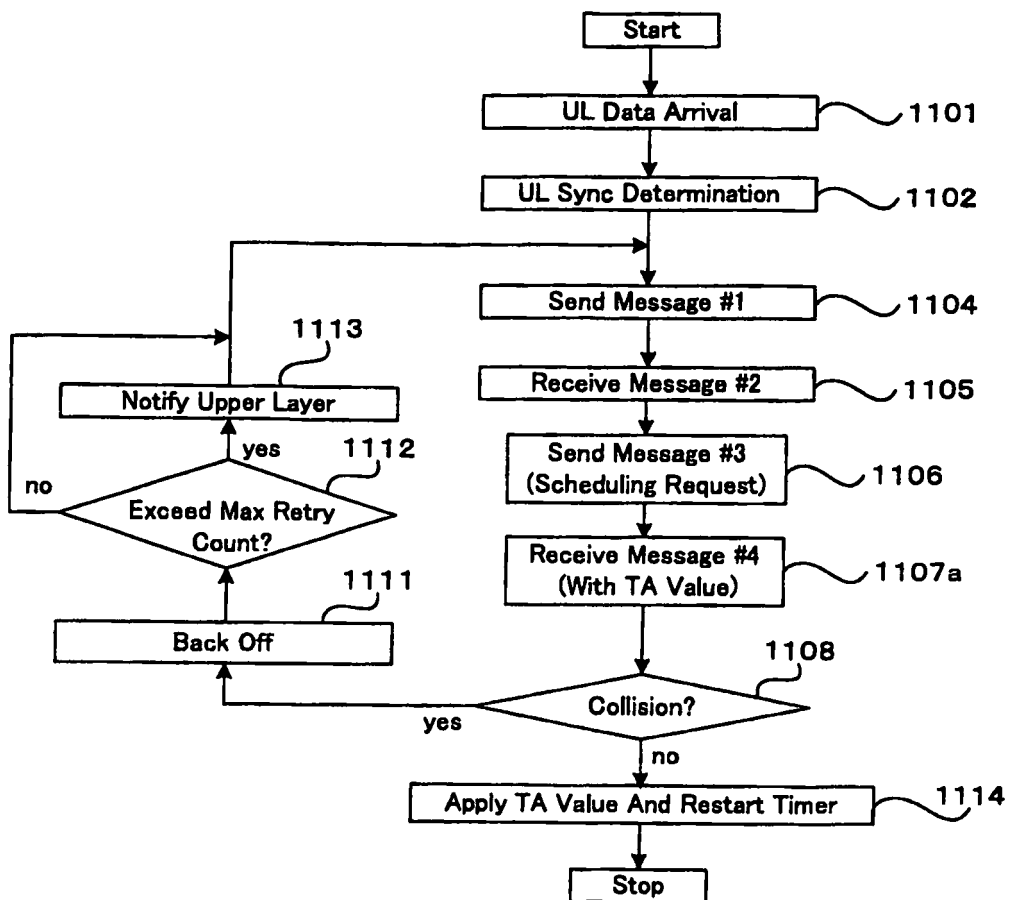 Start
UL Data Arrival
1101
UL Sync Determination
1102
Send Message #1
1104
1113
Receive Message #2
1105
Notify Upper Layer
yes
1112
Send Message #3
(Scheduling Request)
1106
no
Exceed Max Retry
Count?
Receive Message #4
(With TA Value)
1107a
1111
Back Off
1108
Collision?
yes
no
Apply TA Value And Restart Timer
1114
Stop